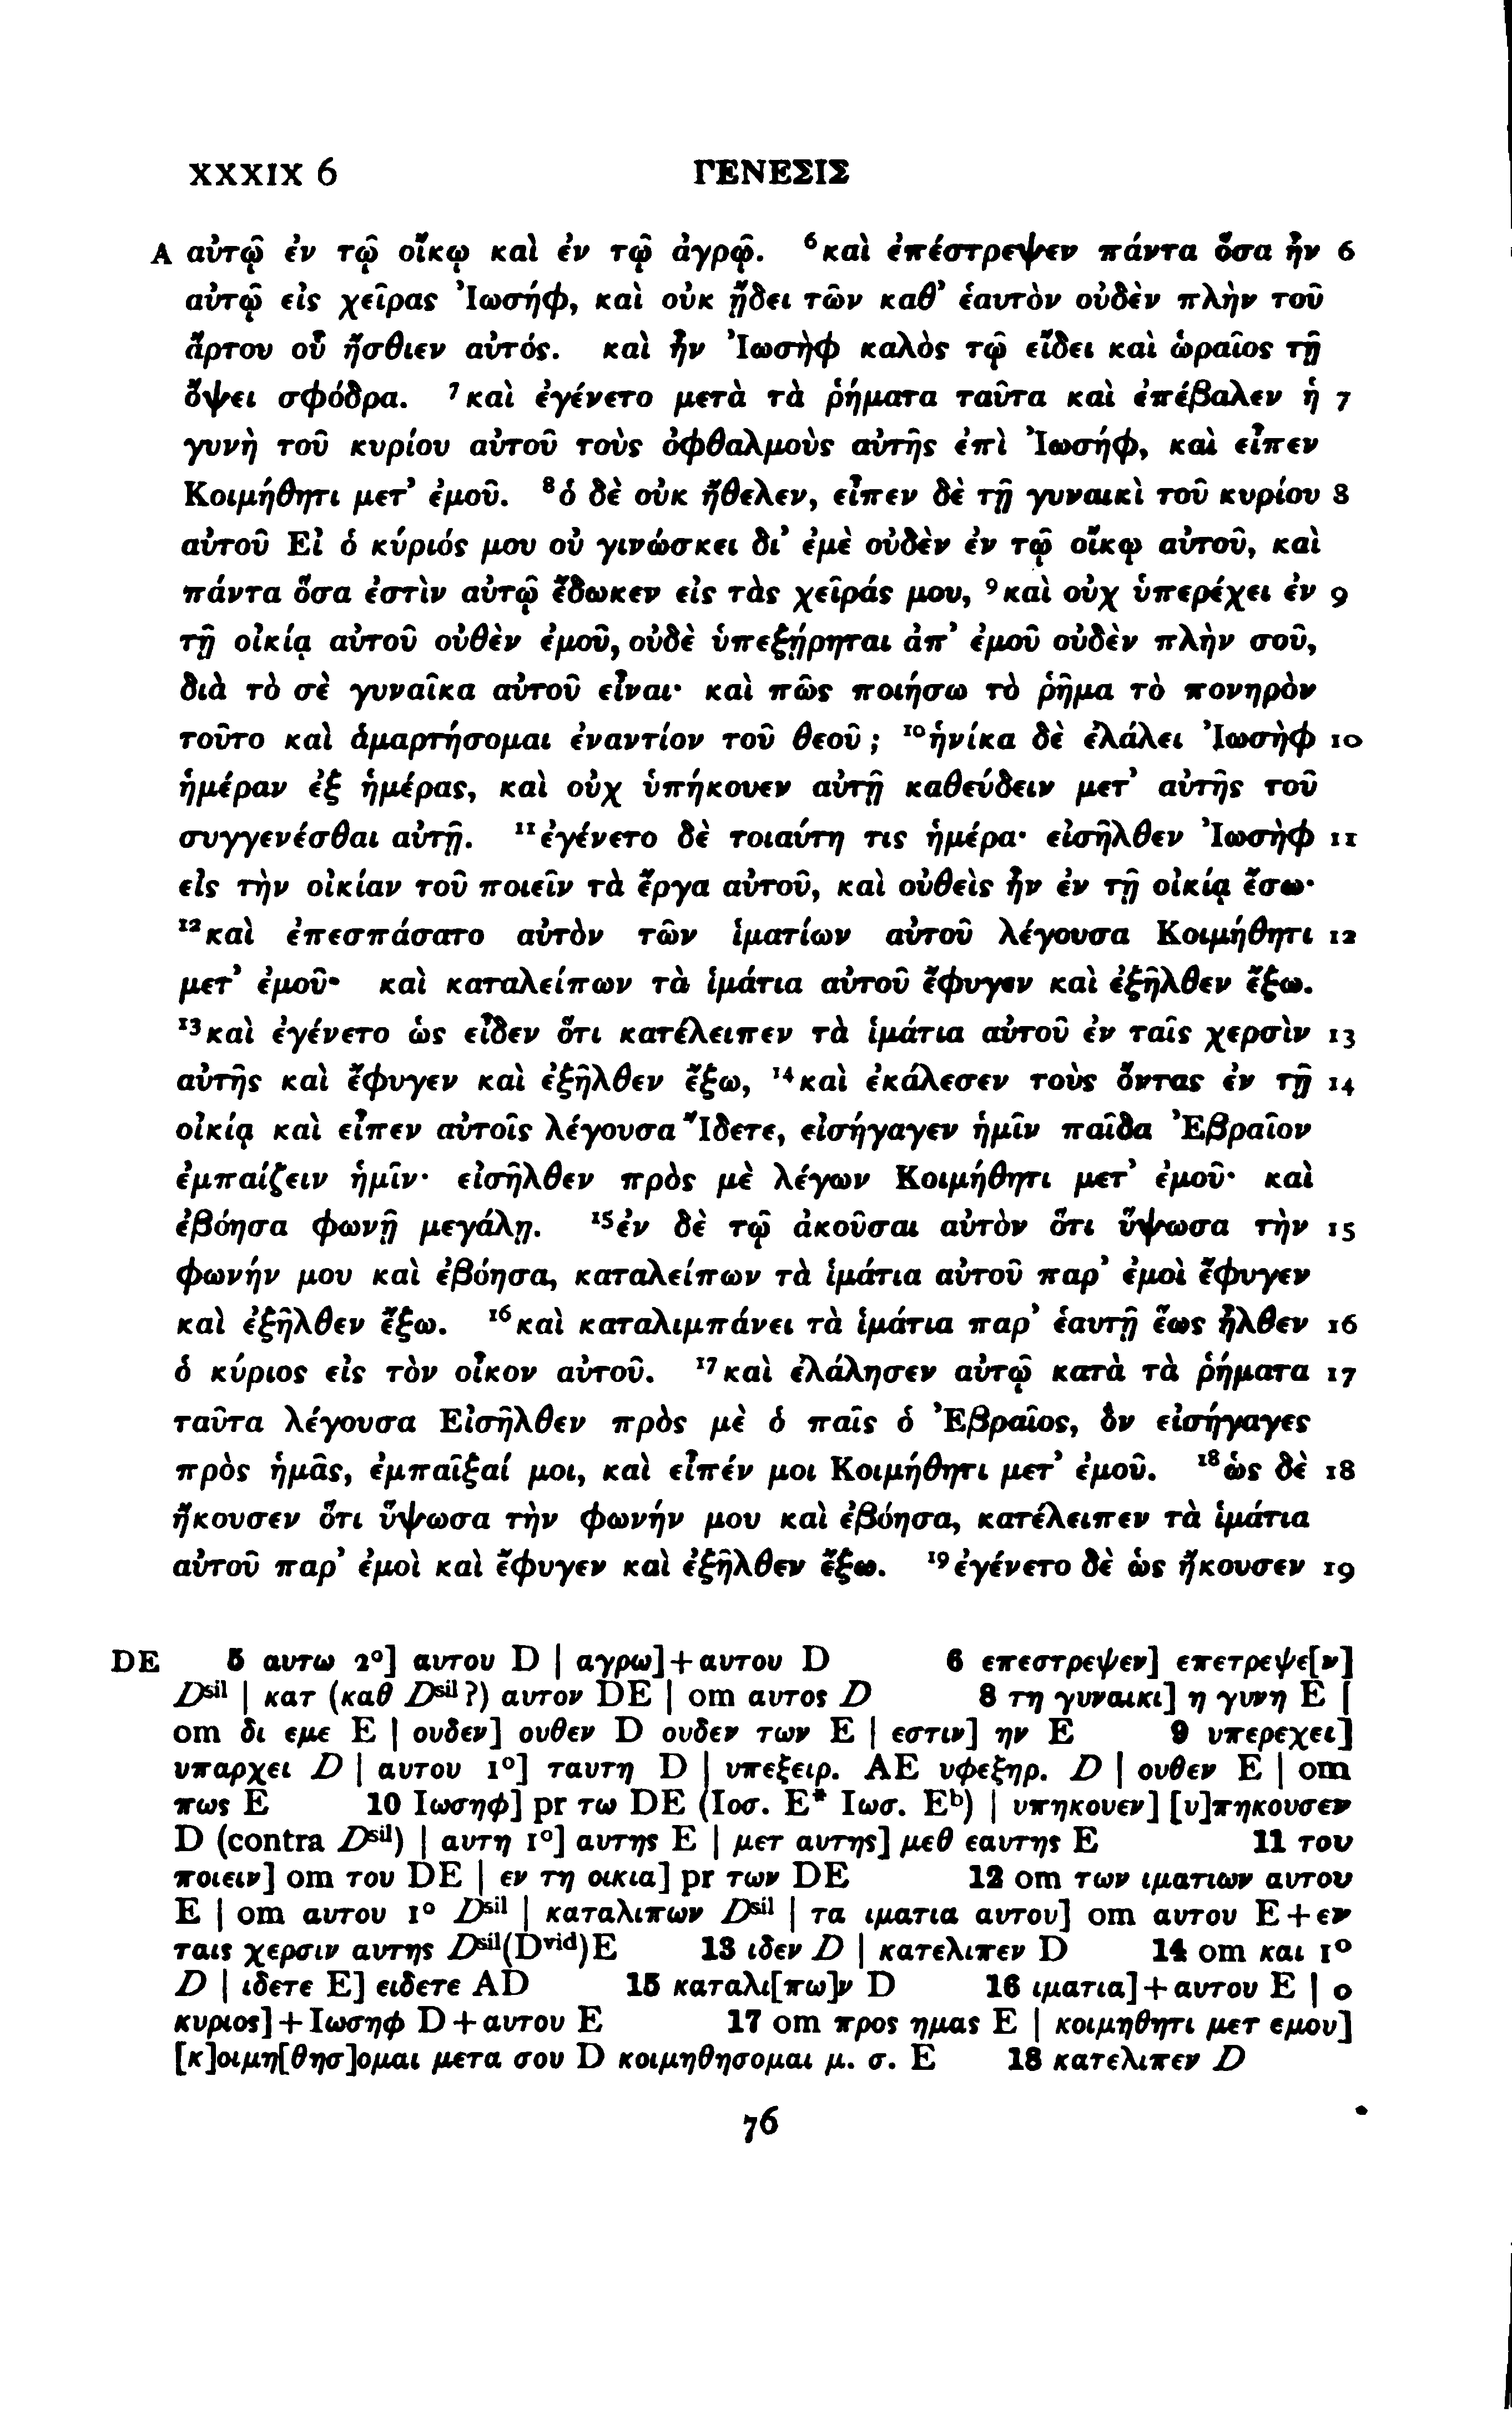 XXXIX 6 ΓΕΝΕΣΙΣ
A αὐτῷ ἐν τῷ οἴκῳ καὶ ἐν τῷ ἀγρῷ. ⁶καὶ ἐπέστρεψεν πάντα ὅσα ἦν 6
αὐτῷ εἰς χεῖρας Ἰωσήφ, καὶ οὐκ ᾔδει τῶν καθ’ ἑαυτὸν οὐδὲν πλὴν τοῦ
ἄρτου οὗ ἤσθιεν αὐτός. καὶ ἦν Ἰωσὴφ καλὸς τῷ εἴδει καὶ ὡραῖος τῇ
ὄψει σφόδρα. ⁷καὶ ἐγένετο μετὰ τὰ ῥήματα ταῦτα καὶ ἐπέβαλεν ἡ 7
γυνὴ τοῦ κυρίου αὐτοῦ τοὺς ὀφθαλμοὺς αὐτῆς ἐπὶ Ἰωσήφ, καὶ εἶπεν
Κοιμήθητι μετ’ ἐμοῦ. ⁸ὁ δὲ οὐκ ἤθελεν, εἶπεν δὲ τῇ γυναικὶ τοῦ κυρίου 8
αὐτοῦ Εἰ ὁ κύριός μου οὐ γινώσκει δι’ ἐμὲ οὐδὲν ἐν τῷ οἴκῳ αὐτοῦ, καὶ
πάντα ὅσα ἐστὶν αὐτῷ ἔδωκεν εἰς τὰς χεῖράς μου, ⁹καὶ οὐχ ὑπερέχει ἐν 9
τῇ οἰκίᾳ αὐτοῦ οὐθὲν ἐμοῦ, οὐδὲ ὑπεξῄρηται ἀπ’ ἐμοῦ οὐδὲν πλὴν σοῦ,
διὰ τὸ σὲ γυναῖκα αὐτοῦ εἶναι· καὶ πῶς ποιήσω τὸ ῥῆμα τὸ πονηρὸν
τοῦτο καὶ ἁμαρτήσομαι ἐναντίον τοῦ θεοῦ; ¹⁰ἡνίκα δὲ ἐλάλει Ἰωσὴφ 10
ἡμέραν ἐξ ἡμέρας, καὶ οὐχ ὑπήκουεν αὐτῇ καθεύδειν μετ’ αὐτῆς τοῦ
συγγενέσθαι αὐτῇ. ¹¹ἐγένετο δὲ τοιαύτη τις ἡμέρα· εἰσῆλθεν Ἰωσὴφ 11
εἰς τὴν οἰκίαν τοῦ ποιεῖν τὰ ἔργα αὐτοῦ, καὶ οὐθεὶς ἦν ἐν τῇ οἰκίᾳ ἔσω·
¹²καὶ ἐπεσπάσατο αὐτὸν τῶν ἱματίων αὐτοῦ λέγουσα Κοιμήθητι 12
μετ’ ἐμοῦ· καὶ καταλείπων τὰ ἱμάτια αὐτοῦ ἔφυγεν καὶ ἐξῆλθεν ἔξω.
¹³καὶ ἐγένετο ὡς εἶδεν ὅτι κατέλειπεν τὰ ἱμάτια αὐτοῦ ἐν ταῖς χερσὶν 13
αὐτῆς καὶ ἔφυγεν καὶ ἐξῆλθεν ἔξω, ¹⁴καὶ ἐκάλεσεν τοὺς ὄντας ἐν τῇ 14
οἰκίᾳ καὶ εἶπεν αὐτοῖς λέγουσα Ἴδετε, εἰσήγαγεν ἡμῖν παῖδα Ἐβραῖον
ἐμπαίζειν ἡμῖν· εἰσῆλθεν πρὸς μὲ λέγων Κοιμήθητι μετ’ ἐμοῦ· καὶ
ἐβόησα φωνῇ μεγάλῃ. ¹⁵ἐν δὲ τῷ ἀκοῦσαι αὐτὸν ὅτι ὕψωσα τὴν 15
φωνήν μου καὶ ἐβόησα, καταλείπων τὰ ἱμάτια αὐτοῦ παρ’ ἐμοὶ ἔφυγεν
καὶ ἐξῆλθεν ἔξω. ¹⁶καὶ καταλιμπάνει τὰ ἱμάτια παρ’ ἑαυτῇ ἕως ἦλθεν 16
ὁ κύριος εἰς τὸν οἶκον αὐτοῦ. ¹⁷καὶ ἐλάλησεν αὐτῷ κατὰ τὰ ῥήματα 17
ταῦτα λέγουσα Εἰσῆλθεν πρὸς μὲ ὁ παῖς ὁ Ἐβραῖος, ὃν εἰσήγαγες
πρὸς ἡμᾶς, ἐμπαῖξαί μοι, καὶ εἶπέν μοι Κοιμήθητι μετ’ ἐμοῦ. ¹⁸ὡς δὲ 18
ἤκουσεν ὅτι ὕψωσα τὴν φωνήν μου καὶ ἐβόησα, κατέλειπεν τὰ ἱμάτια
αὐτοῦ παρ’ ἐμοὶ καὶ ἔφυγεν καὶ ἐξῆλθεν ἔξω. ¹⁹ἐγένετο δὲ ὡς ἤκουσεν 19
DE 5 αυτω 2º] αυτου D | αγρω]+αυτου D 6 επεστρεψεν] επετρεψε[ν]
Dˢⁱˡ | κατ (καθ Dˢⁱˡ?) αυτον DE | om αυτος D 8 τη γυναικι] η γυνη E |
om δι εμε E | ουδεν] ουθεν D ουδεν των E | εστιν] ην E 9 υπερεχει]
υπαρχει D | αυτου 1º] ταυτη D | υπεξειρ. AE υφεξηρ. D | ουθεν E | om
πως E 10 Ιωσηφ] pr τω DE (Ιοσ. E* Ιωσ. Eᵇ) | υπηκουεν] [υ]πηκουσεν
D (contra Dˢⁱˡ) | αυτη 1º] αυτης E | μετ αυτης] μεθ εαυτης E 11 του
ποιειν] om του DE | εν τη οικια] pr των DE 12 om των ιματιων αυτου
E | om αυτου 1º Dˢⁱˡ | καταλιπων Dˢⁱˡ | τα ιματια αυτου] om αυτου E+εν
ταις χερσιν αυτης Dˢⁱˡ(Dᵛⁱᵈ)E 13 ιδεν D | κατελιπεν D 14 om και 1º
D | ιδετε E] ειδετε AD 15 καταλι[πω]ν D 16 ιματια]+αυτου E | ο
κυριος]+Ιωσηφ D+αυτου E 17 om προς ημας E | κοιμηθητι μετ εμου]
[κ]οιμη[θησ]ομαι μετα σου D κοιμηθησομαι μ. σ. E 18 κατελιπεν D
76